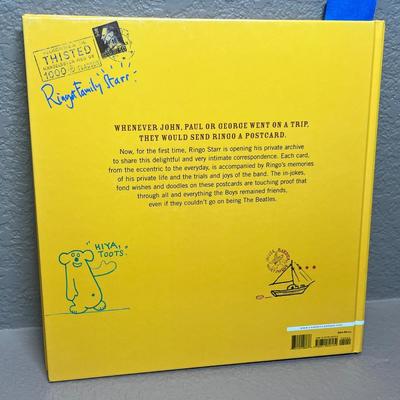 THISTED
1000
Ringo + Family Starr.
WHENEVER JOHN, PAUL OR GEORGE WENT ON A TRIP,
THEY WOULD SEND RINGO A POSTCARD.
Now, for the first time, Ringo Starr is opening his private archive
to share this delightful and very intimate correspondence. Each card,
from the eccentric to the everyday, is accompanied by Ringo's memories
of his private life and the trials and joys of the band. The in-jokes,
fond wishes and doodles on these postcards are touching proof that
through all and everything the Boys remained friends,
even if they couldn't go on being The Beatles.
HIYA,
TOOTS.